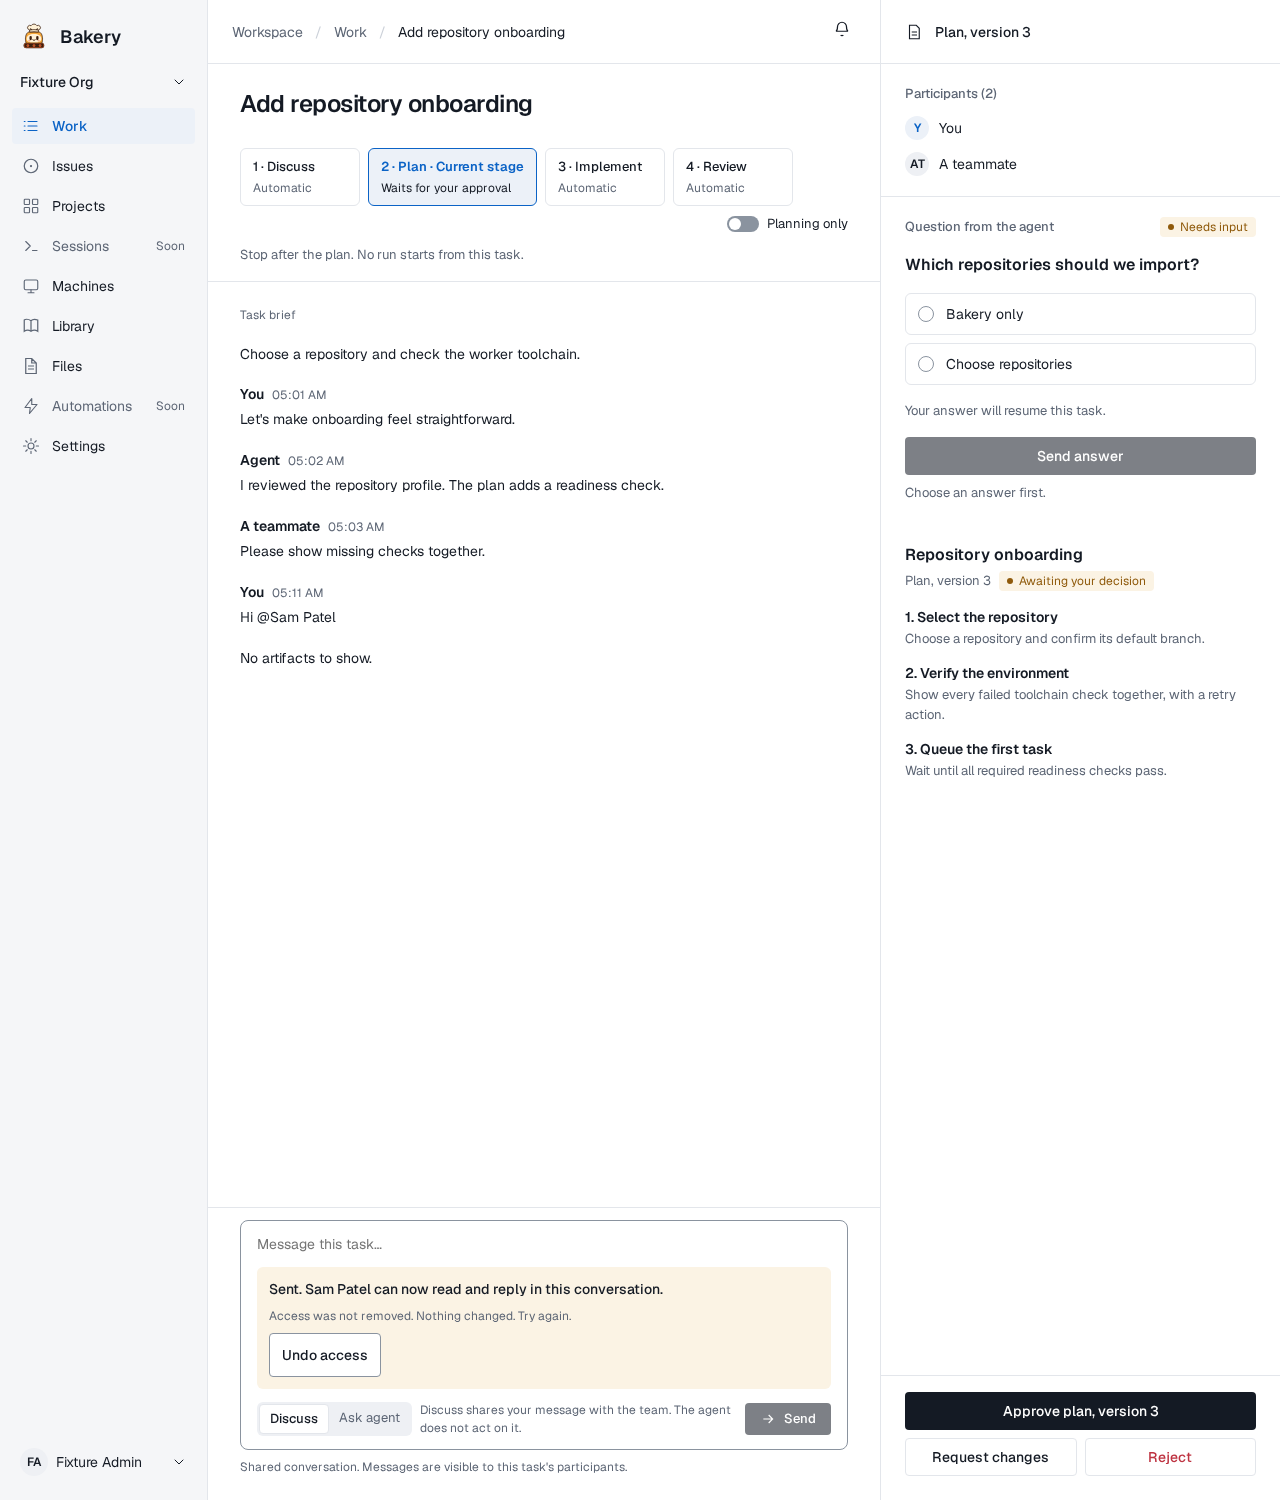 Bakery
Fixture Org
Work
Issues
Projects
Sessions Soon
Machines
Library
Files
Automations Soon
Settings
FA Fixture Admin
Workspace / Work / Add repository onboarding
Add repository onboarding
1 · Discuss
Automatic
2 · Plan · Current stage
Waits for your approval
3 · Implement
Automatic
4 · Review
Automatic
Planning only
Stop after the plan. No run starts from this task.
Task brief
Choose a repository and check the worker toolchain.
You 05:01 AM
Let's make onboarding feel straightforward.
Agent 05:02 AM
I reviewed the repository profile. The plan adds a readiness check.
A teammate 05:03 AM
Please show missing checks together.
You 05:11 AM
Hi @Sam Patel
No artifacts to show.
Message this task...
Sent. Sam Patel can now read and reply in this conversation.
Access was not removed. Nothing changed. Try again.
Undo access
Discuss Ask agent
Discuss shares your message with the team. The agent
does not act on it.
Send
Shared conversation. Messages are visible to this task's participants.
Plan, version 3
Participants (2)
Y You
AT A teammate
Question from the agent Needs input
Which repositories should we import?
Bakery only
Choose repositories
Your answer will resume this task.
Send answer
Choose an answer first.
Repository onboarding
Plan, version 3 Awaiting your decision
1. Select the repository
Choose a repository and confirm its default branch.
2. Verify the environment
Show every failed toolchain check together, with a retry
action.
3. Queue the first task
Wait until all required readiness checks pass.
Approve plan, version 3
Request changes Reject